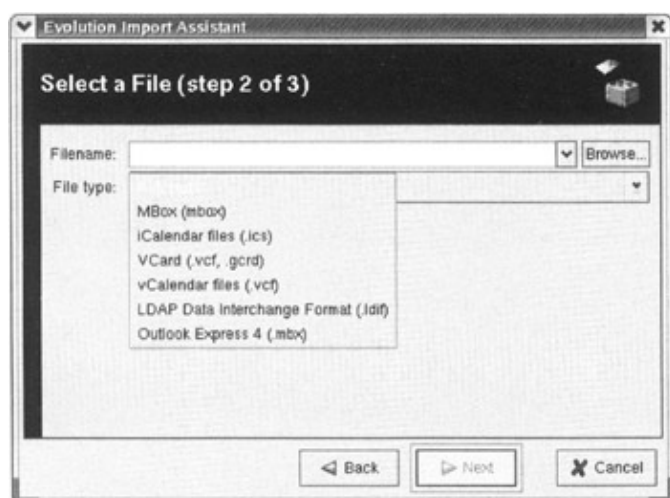 Evolution Import Assistant
Select a File (step 2 of 3)
Filename:
Browse...
File type:
MBox (mbox)
iCalendar files (.ics)
VCard (.vcf, .gcrd)
vCalendar files (.vcf)
LDAP Data Interchange Format (.ldif)
Outlook Express 4 (.mbx)
Back
Next
Cancel